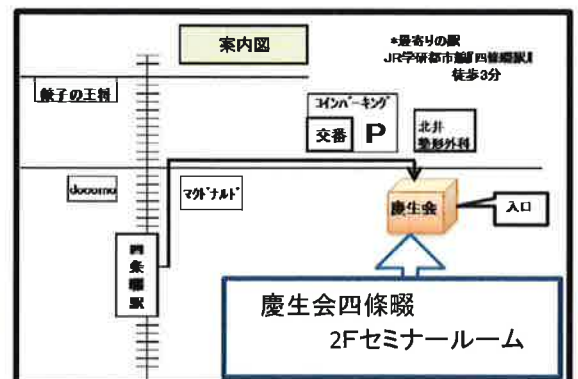 案内図
*最寄りの駅
JR学研都市線『四條畷駅』
徒歩3分
餃子の王将
コインパーキング
交番
P
北井
整形外科
docomo
マクドナルド
慶生会
入口
四条畷駅
慶生会四條畷
2Fセミナールーム